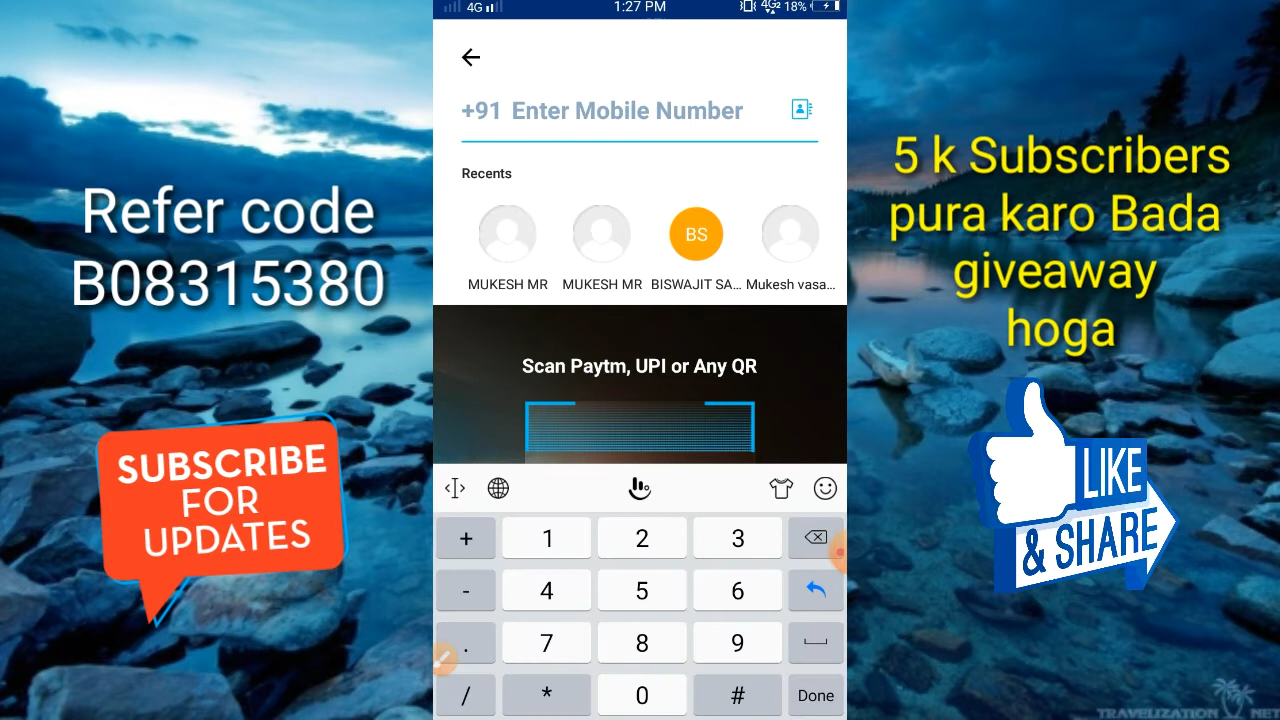 4G
1:27 PM
4G2 18%
+91 Enter Mobile Number
Recents
BS
MUKESH MR
MUKESH MR
BISWAJIT SA...
Mukesh vasa...
Scan Paytm, UPI or Any QR
+ 1 2 3
- 4 5 6
. 7 8 9
/ * 0 # Done
Refer code
B08315380
SUBSCRIBE
FOR
UPDATES
5 k Subscribers
pura karo Bada
giveaway
hoga
LIKE
& SHARE
TRAVELIZATION NET